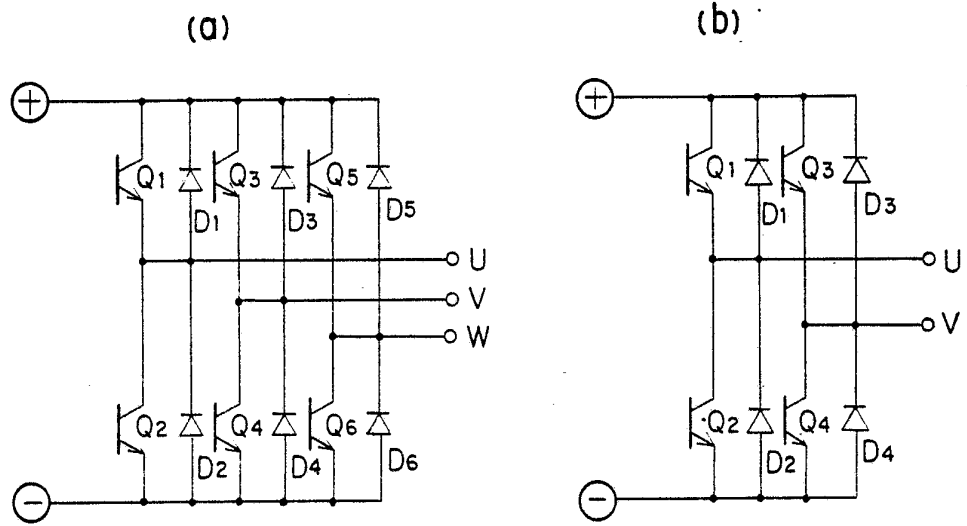 (a)
(b)
+
+
Q1 Q3 Q5
Q1 Q3
D1 D3 D5
D1 D3
U
V
W
U
V
Q2 Q4 Q6
Q2 Q4
D2 D4 D6
D2 D4
−
−